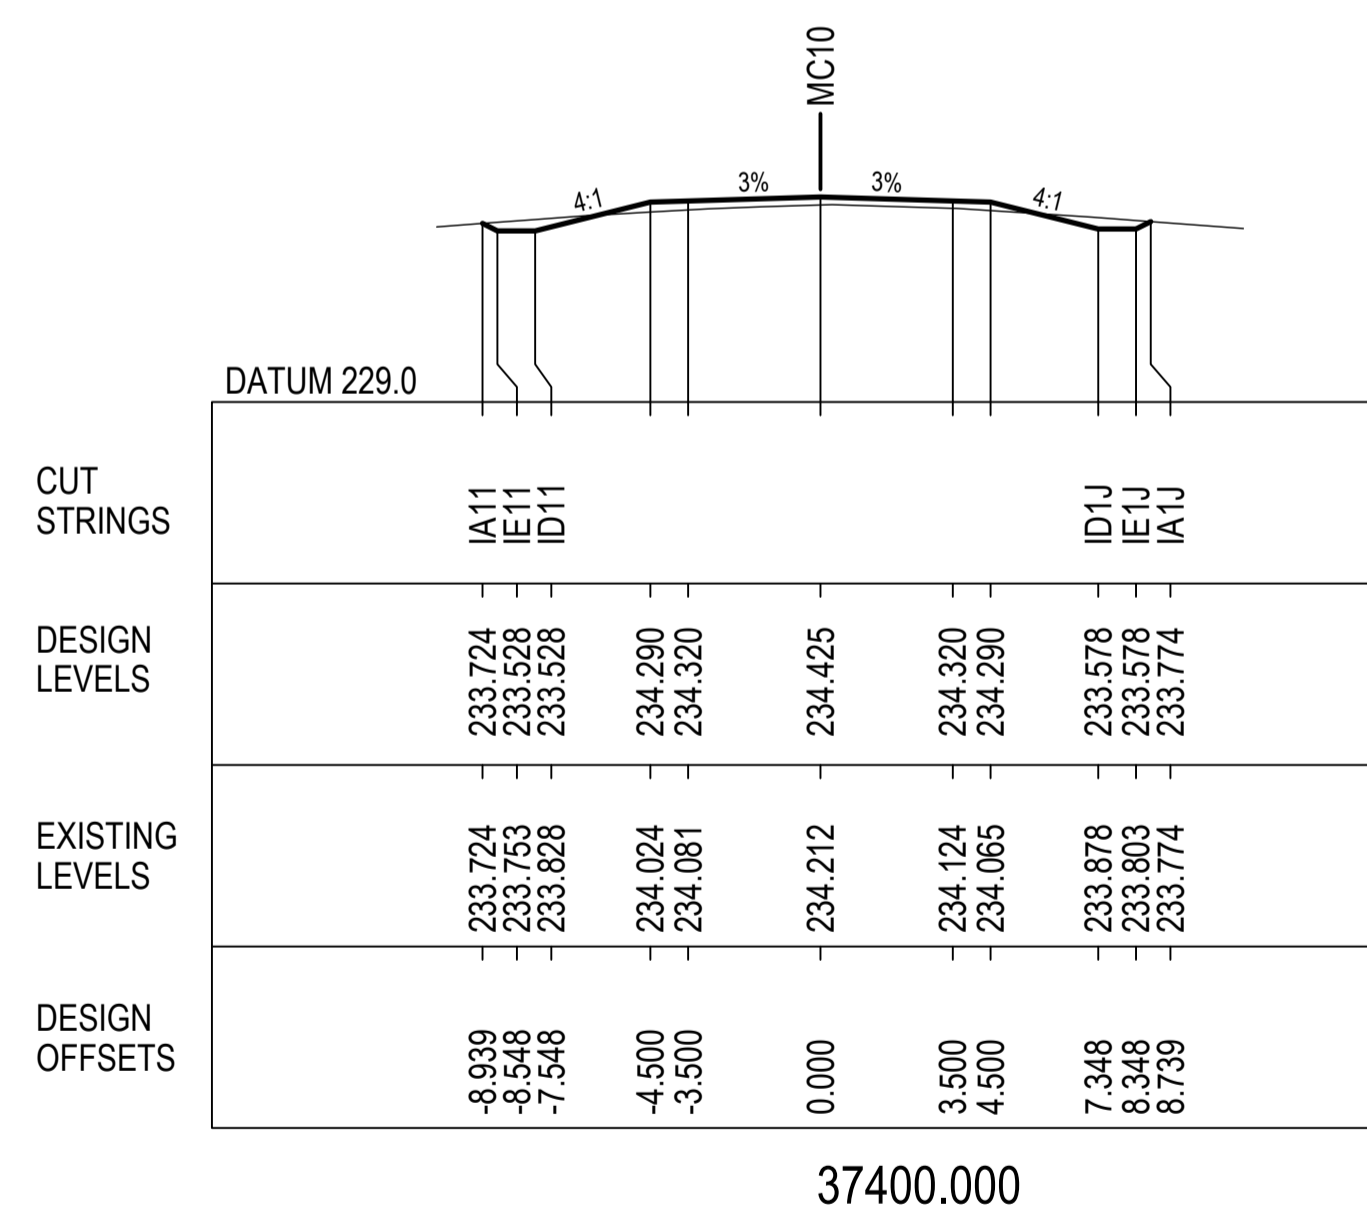 MC10
4:1
3%
3%
4:1
DATUM 229.0
CUT
STRINGS
IA11
IE11
ID11
ID1J
IE1J
IA1J
DESIGN
LEVELS
233.724
233.528
233.528
234.290
234.320
234.425
234.320
234.290
233.578
233.578
233.774
EXISTING
LEVELS
233.724
233.753
233.828
234.024
234.081
234.212
234.124
234.065
233.878
233.803
233.774
DESIGN
OFFSETS
-8.939
-8.548
-7.548
-4.500
-3.500
0.000
3.500
4.500
7.348
8.348
8.739
37400.000